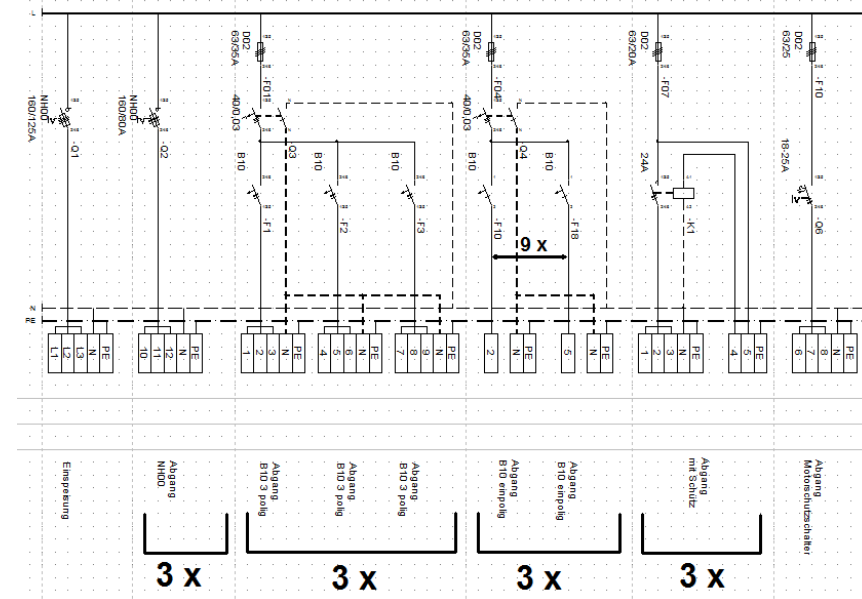 L
NH00
160/125A
-Q1
NH00
160/80A
-Q2
D02
63/35A
-F01
40/0,03
-Q3
B10
-F1
B10
-F2
B10
-F3
D02
63/35A
-F04
40/0,03
-Q4
B10
-F10
B10
-F18
9 x
D02
63/20A
-F07
24A
-K1
D02
63/25
-F10
18-25A
-Q6
N
PE
L1 L2 L3 N PE
10 11 12 N PE
1 2 3 N PE
4 5 6 N PE
7 8 9 N PE
2 N PE
5 N PE
1 2 3 N PE
4 5 PE
6 7 8 N PE
Einspeisung
Abgang
NH00
Abgang
B10 3 polig
Abgang
B10 3 polig
Abgang
B10 3 polig
Abgang
B10 einpolig
Abgang
B10 einpolig
Abgang
mit Schütz
Abgang
Motorschutzschalter
3 x
3 x
3 x
3 x